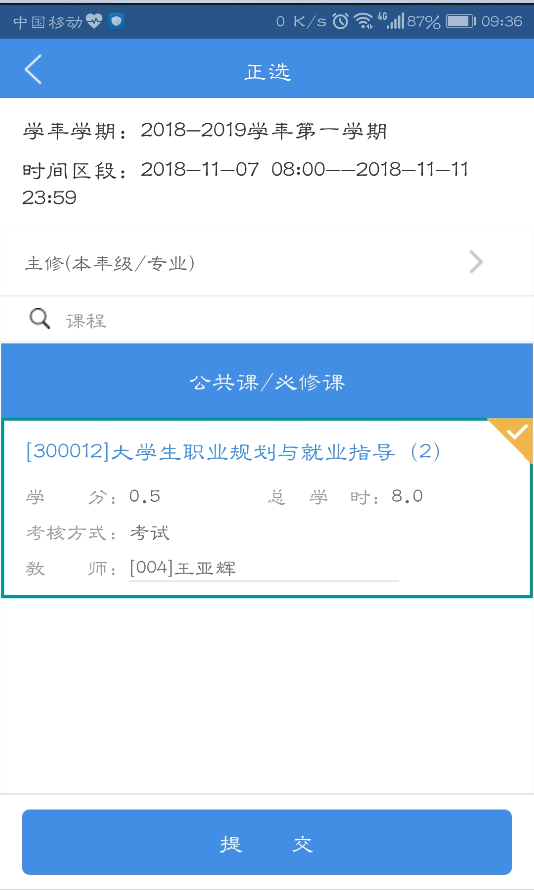 中国移动 0 K/s 4G 87% 09:36
正选
学年学期：2018-2019学年第一学期
时间区段：2018-11-07 08:00--2018-11-11
23:59
主修(本年级/专业)
课程
公共课/必修课
[300012]大学生职业规划与就业指导（2）
学 分：0.5 总 学 时：8.0
考核方式：考试
教 师：[004]王亚辉
提 交